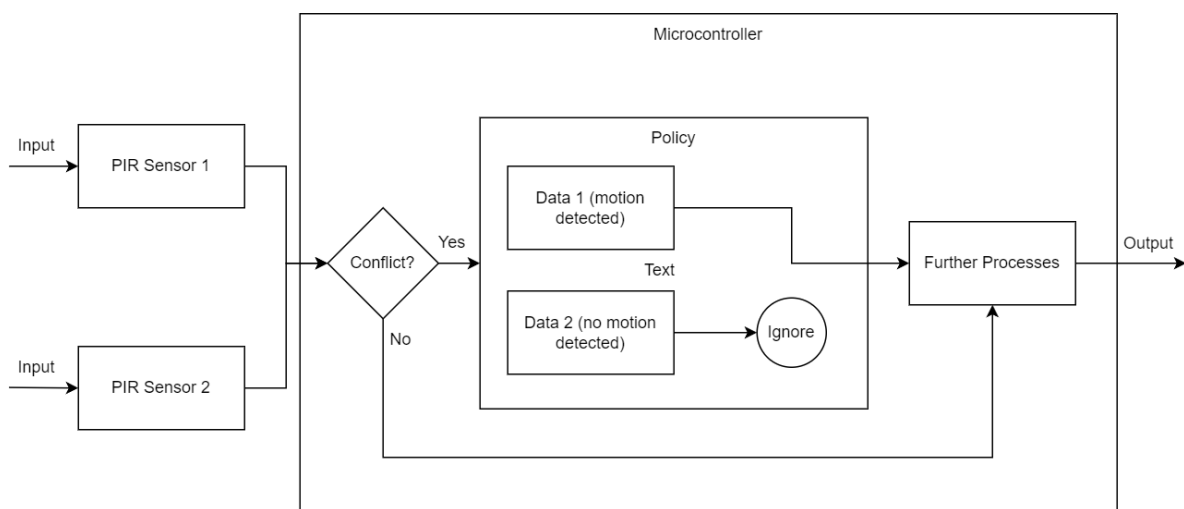 Microcontroller
Input
PIR Sensor 1
Policy
Data 1 (motion
detected)
Conflict?
Yes
Text
Further Processes
Output
Data 2 (no motion
detected)
Ignore
No
Input
PIR Sensor 2